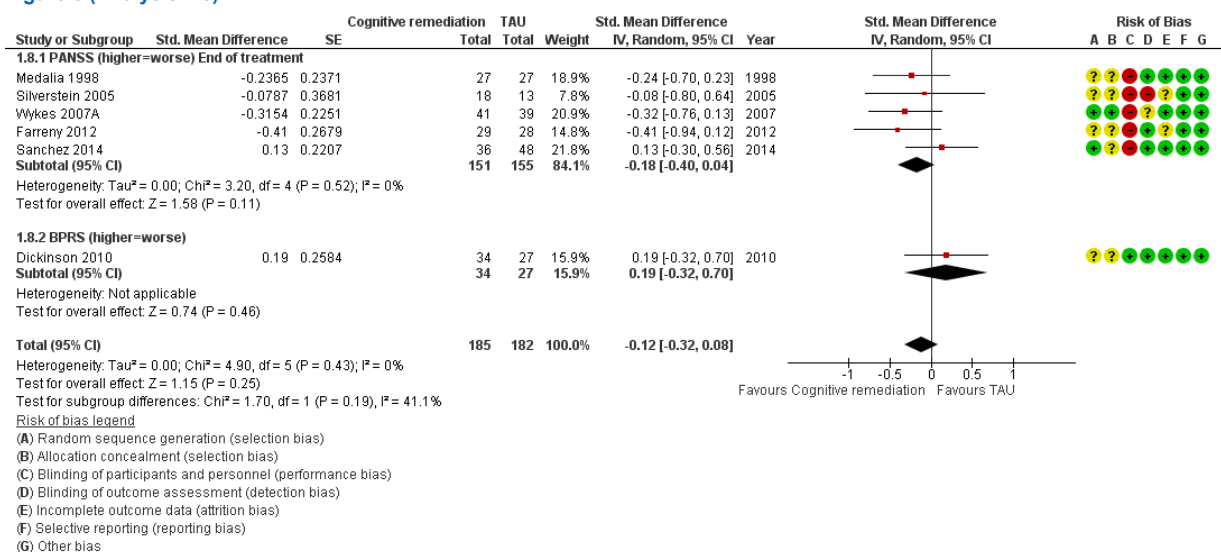 Cognitive remediation TAU Std. Mean Difference Std. Mean Difference Risk of Bias
Study or Subgroup Std. Mean Difference SE Total Total Weight IV, Random, 95% CI Year IV, Random, 95% CI A B C D E F G
1.8.1 PANSS (higher=worse) End of treatment
Medalia 1998 -0.2365 0.2371 27 27 18.9% -0.24 [-0.70, 0.23] 1998 ? ? - + + + +
Silverstein 2005 -0.0787 0.3681 18 13 7.8% -0.08 [-0.80, 0.64] 2005 ? ? - - ? + +
Wykes 2007A -0.3154 0.2251 41 39 20.9% -0.32 [-0.76, 0.13] 2007 + + - ? + + +
Farreny 2012 -0.41 0.2679 29 28 14.8% -0.41 [-0.94, 0.12] 2012 ? ? - + ? + +
Sanchez 2014 0.13 0.2207 36 48 21.8% 0.13 [-0.30, 0.56] 2014 + ? - + + + +
Subtotal (95% CI) 151 155 84.1% -0.18 [-0.40, 0.04]
Heterogeneity: Tau² = 0.00; Chi² = 3.20, df = 4 (P = 0.52); I² = 0%
Test for overall effect: Z = 1.58 (P = 0.11)
1.8.2 BPRS (higher=worse)
Dickinson 2010 0.19 0.2584 34 27 15.9% 0.19 [-0.32, 0.70] 2010 ? ? + + + + +
Subtotal (95% CI) 34 27 15.9% 0.19 [-0.32, 0.70]
Heterogeneity: Not applicable
Test for overall effect: Z = 0.74 (P = 0.46)
Total (95% CI) 185 182 100.0% -0.12 [-0.32, 0.08]
Heterogeneity: Tau² = 0.00; Chi² = 4.90, df = 5 (P = 0.43); I² = 0%
Test for overall effect: Z = 1.15 (P = 0.25)
Test for subgroup differences: Chi² = 1.70, df = 1 (P = 0.19), I² = 41.1%
-1 -0.5 0 0.5 1
Favours Cognitive remediation Favours TAU
Risk of bias legend
(A) Random sequence generation (selection bias)
(B) Allocation concealment (selection bias)
(C) Blinding of participants and personnel (performance bias)
(D) Blinding of outcome assessment (detection bias)
(E) Incomplete outcome data (attrition bias)
(F) Selective reporting (reporting bias)
(G) Other bias